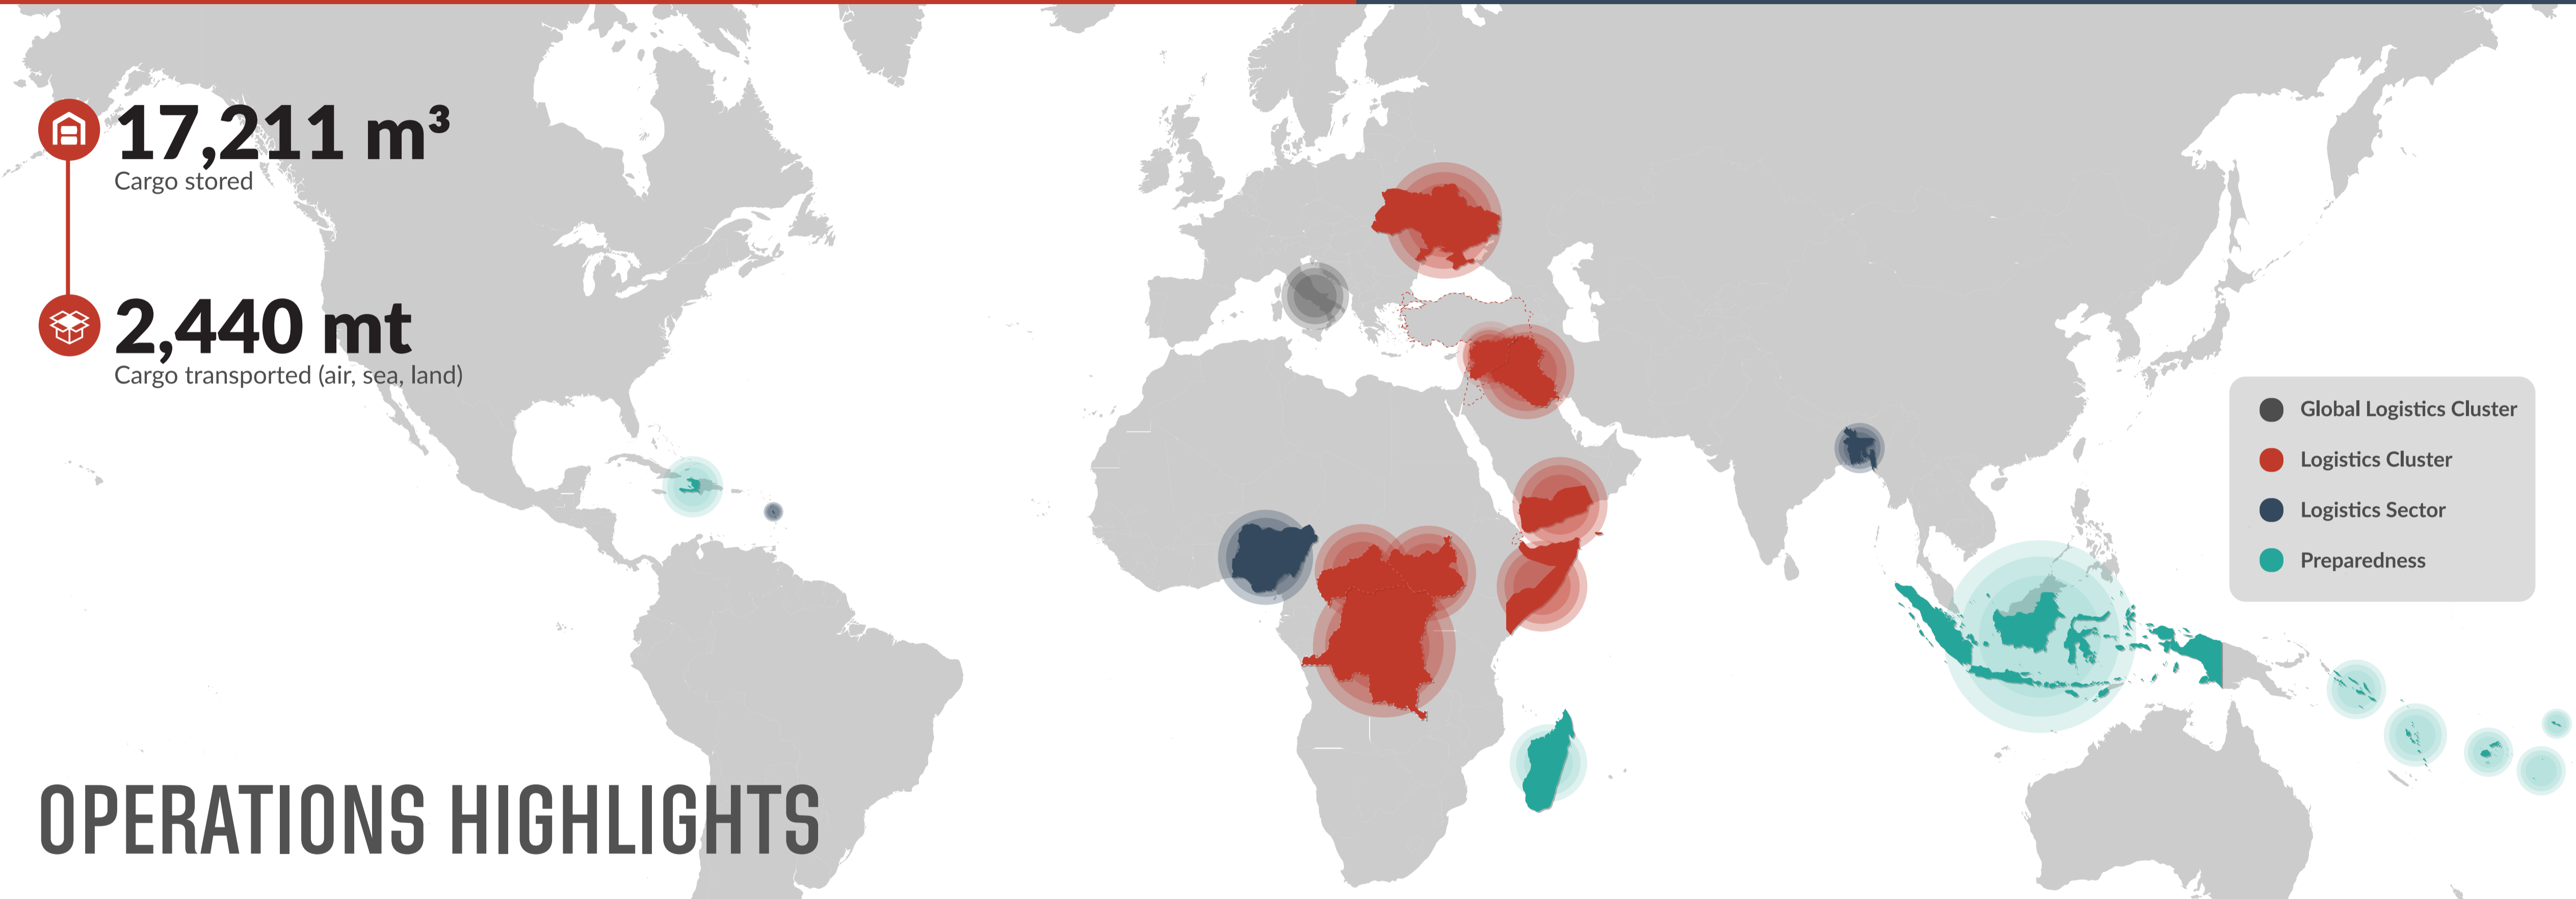 17,211 m³
Cargo stored
2,440 mt
Cargo transported (air, sea, land)
Global Logistics Cluster
Logistics Cluster
Logistics Sector
Preparedness
OPERATIONS HIGHLIGHTS